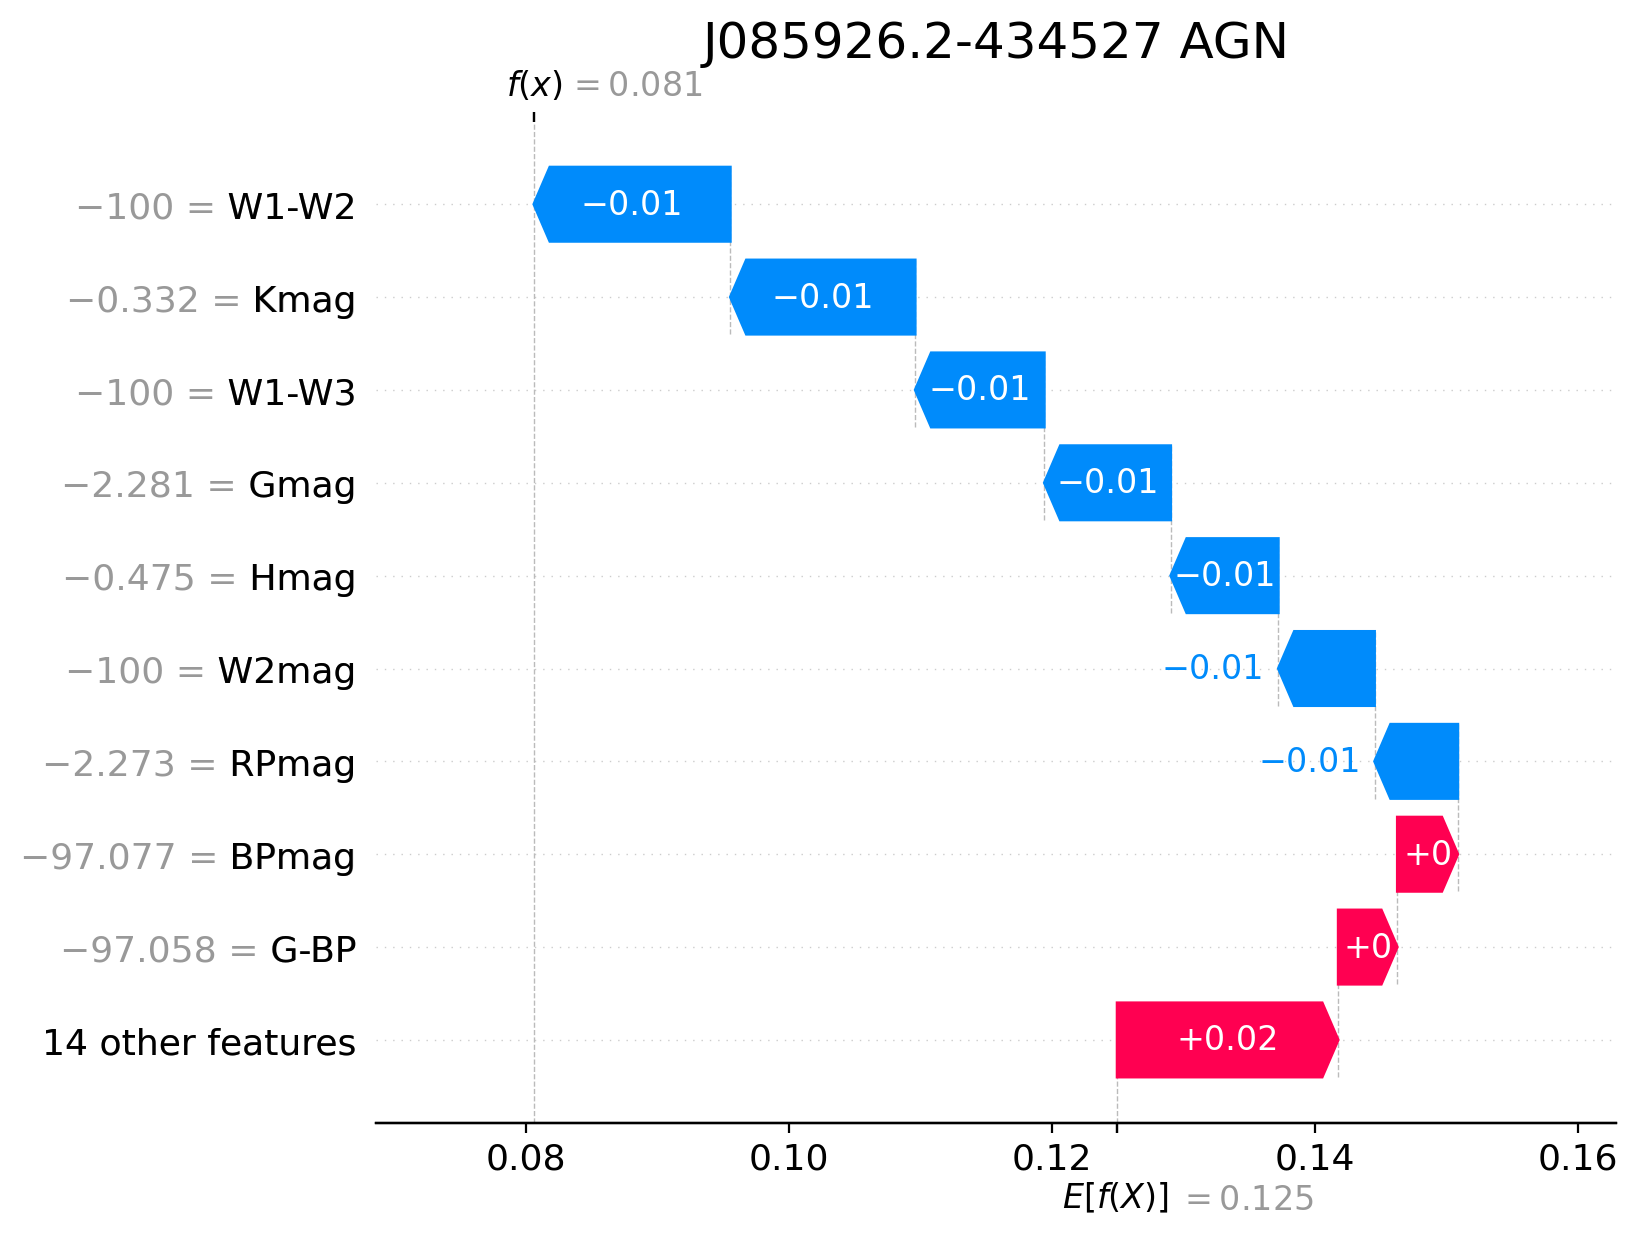 J085926.2-434527 AGN
f(x) = 0.081
−100 = W1-W2
−0.01
−0.332 = Kmag
−0.01
−100 = W1-W3
−0.01
−2.281 = Gmag
−0.01
−0.475 = Hmag
−0.01
−100 = W2mag
−0.01
−2.273 = RPmag
−0.01
−97.077 = BPmag
+0
−97.058 = G-BP
+0
14 other features
+0.02
0.08 0.10 0.12 0.14 0.16
E[f(X)] = 0.125